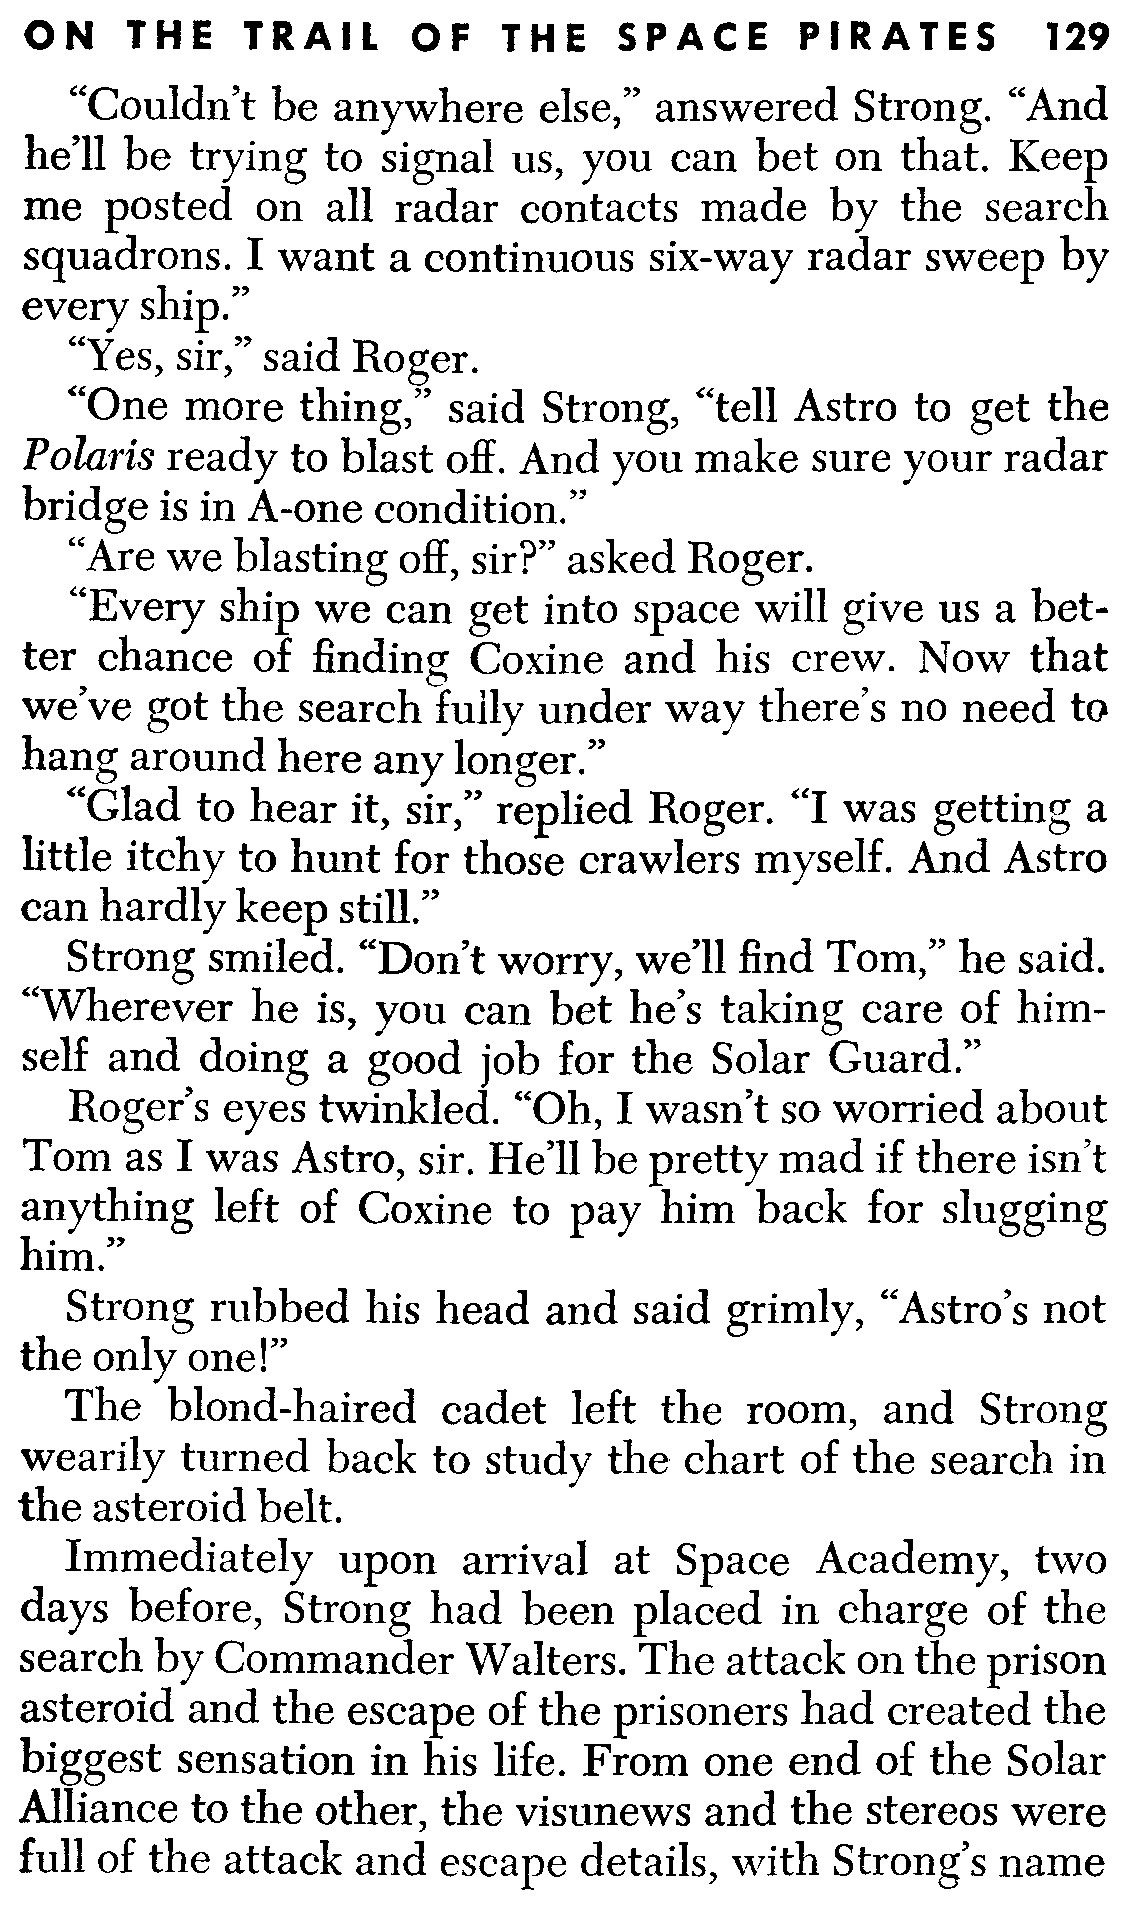 ON THE TRAIL OF THE SPACE PIRATES 129
“Couldn’t be anywhere else,” answered Strong. “And
he’ll be trying to signal us, you can bet on that. Keep
me posted on all radar contacts made by the search
squadrons. I want a continuous six-way radar sweep by
every ship.”
“Yes, sir,” said Roger.
“One more thing,” said Strong, “tell Astro to get the
Polaris ready to blast off. And you make sure your radar
bridge is in A-one condition.”
“Are we blasting off, sir?” asked Roger.
“Every ship we can get into space will give us a bet-
ter chance of finding Coxine and his crew. Now that
we’ve got the search fully under way there’s no need to
hang around here any longer.”
“Glad to hear it, sir,” replied Roger. “I was getting a
little itchy to hunt for those crawlers myself. And Astro
can hardly keep still.”
Strong smiled. “Don’t worry, we’ll find Tom,” he said.
“Wherever he is, you can bet he’s taking care of him-
self and doing a good job for the Solar Guard.”
Roger’s eyes twinkled. “Oh, I wasn’t so worried about
Tom as I was Astro, sir. He’ll be pretty mad if there isn’t
anything left of Coxine to pay him back for slugging
him.”
Strong rubbed his head and said grimly, “Astro’s not
the only one!”
The blond-haired cadet left the room, and Strong
wearily turned back to study the chart of the search in
the asteroid belt.
Immediately upon arrival at Space Academy, two
days before, Strong had been placed in charge of the
search by Commander Walters. The attack on the prison
asteroid and the escape of the prisoners had created the
biggest sensation in his life. From one end of the Solar
Alliance to the other, the visunews and the stereos were
full of the attack and escape details, with Strong’s name